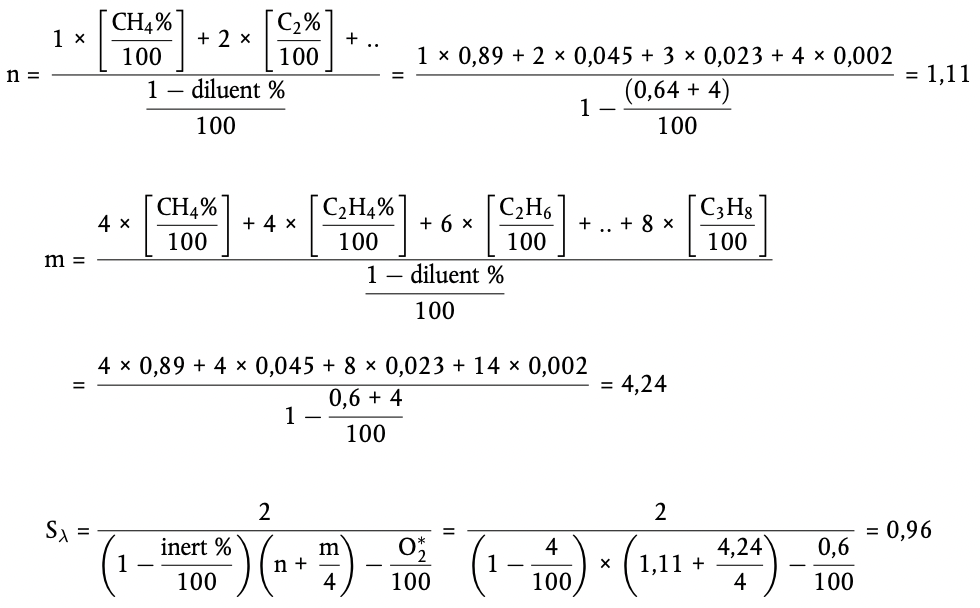 n = (1 × [CH₄%/100] + 2 × [C₂%/100] + ..) / ((1 − diluent %)/100) = (1 × 0,89 + 2 × 0,045 + 3 × 0,023 + 4 × 0,002) / (1 − (0,64 + 4)/100) = 1,11
m = (4 × [CH₄%/100] + 4 × [C₂H₄%/100] + 6 × [C₂H₆/100] + .. + 8 × [C₃H₈/100]) / ((1 − diluent %)/100)
= (4 × 0,89 + 4 × 0,045 + 8 × 0,023 + 14 × 0,002) / (1 − (0,6 + 4)/100) = 4,24
S_λ = 2 / ((1 − inert %/100)(n + m/4) − O₂*/100) = 2 / ((1 − 4/100) × (1,11 + 4,24/4) − 0,6/100) = 0,96